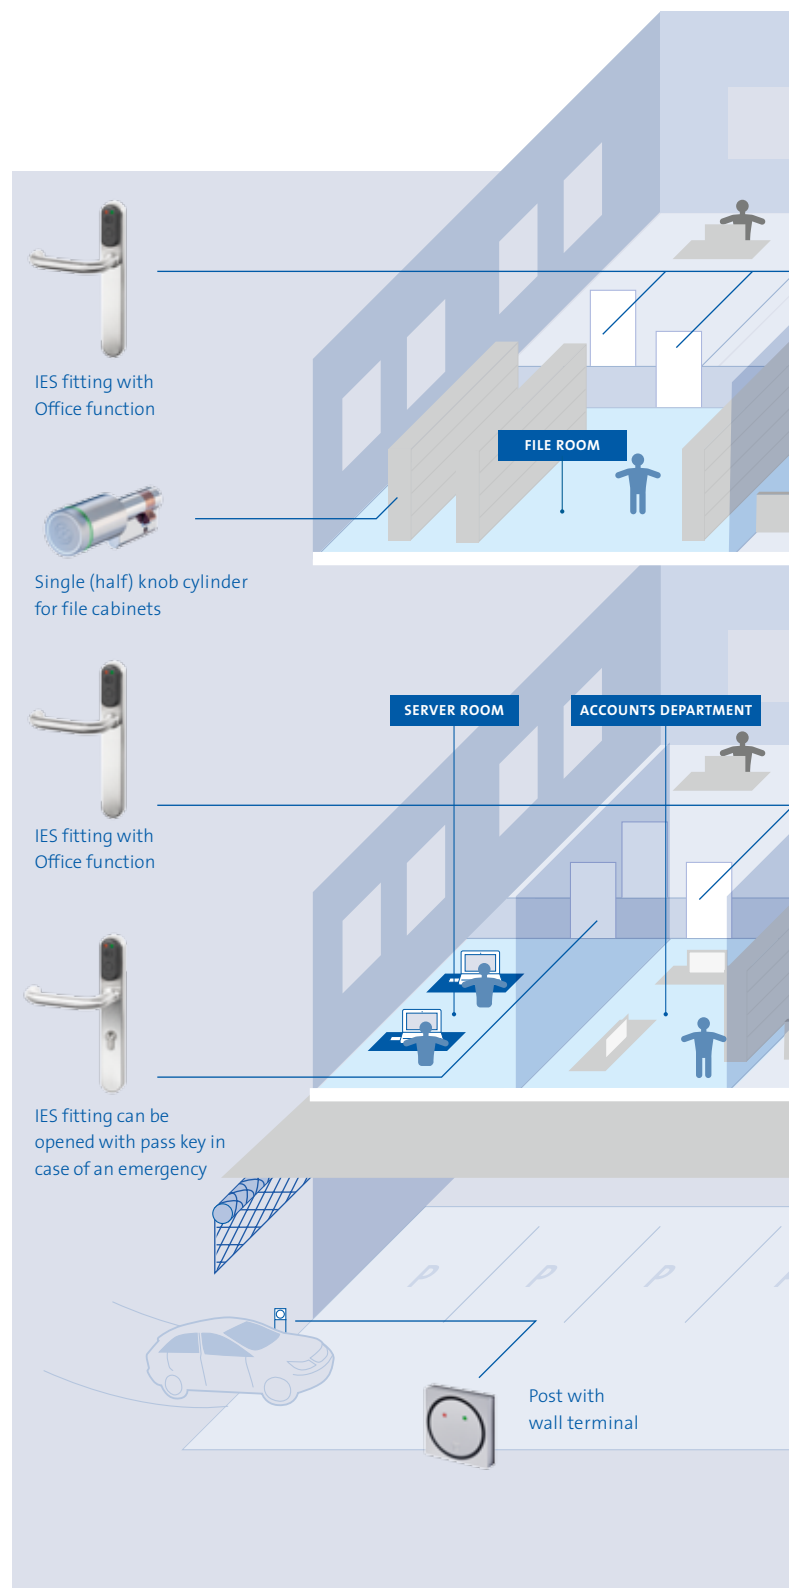 IES fitting with
Office function
FILE ROOM
Single (half) knob cylinder
for file cabinets
SERVER ROOM
ACCOUNTS DEPARTMENT
IES fitting with
Office function
IES fitting can be
opened with pass key in
case of an emergency
P P P P
Post with
wall terminal